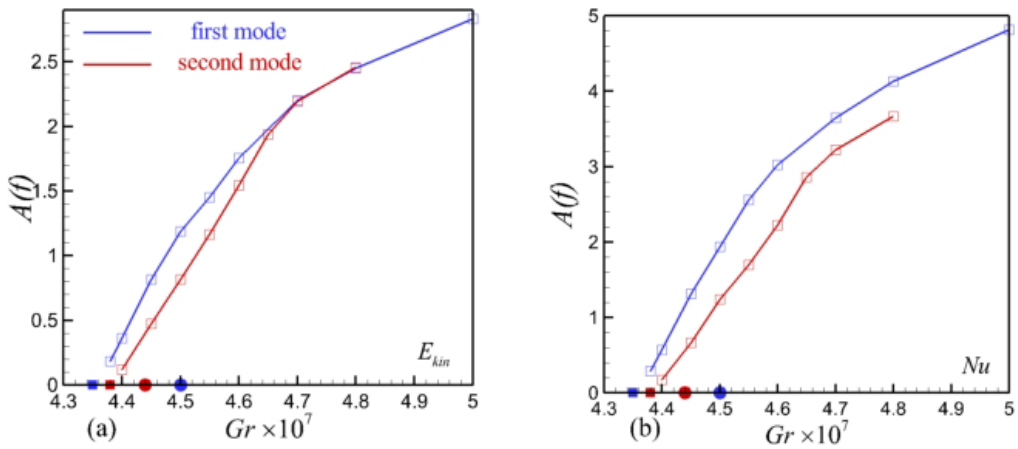 first mode
second mode
A(f)
2.5
2
1.5
1
0.5
0
E_kin
4.3 4.4 4.5 4.6 4.7 4.8 4.9 5
(a)
Gr ×10^7
A(f)
5
4
3
2
1
0
Nu
4.3 4.4 4.5 4.6 4.7 4.8 4.9 5
(b)
Gr ×10^7